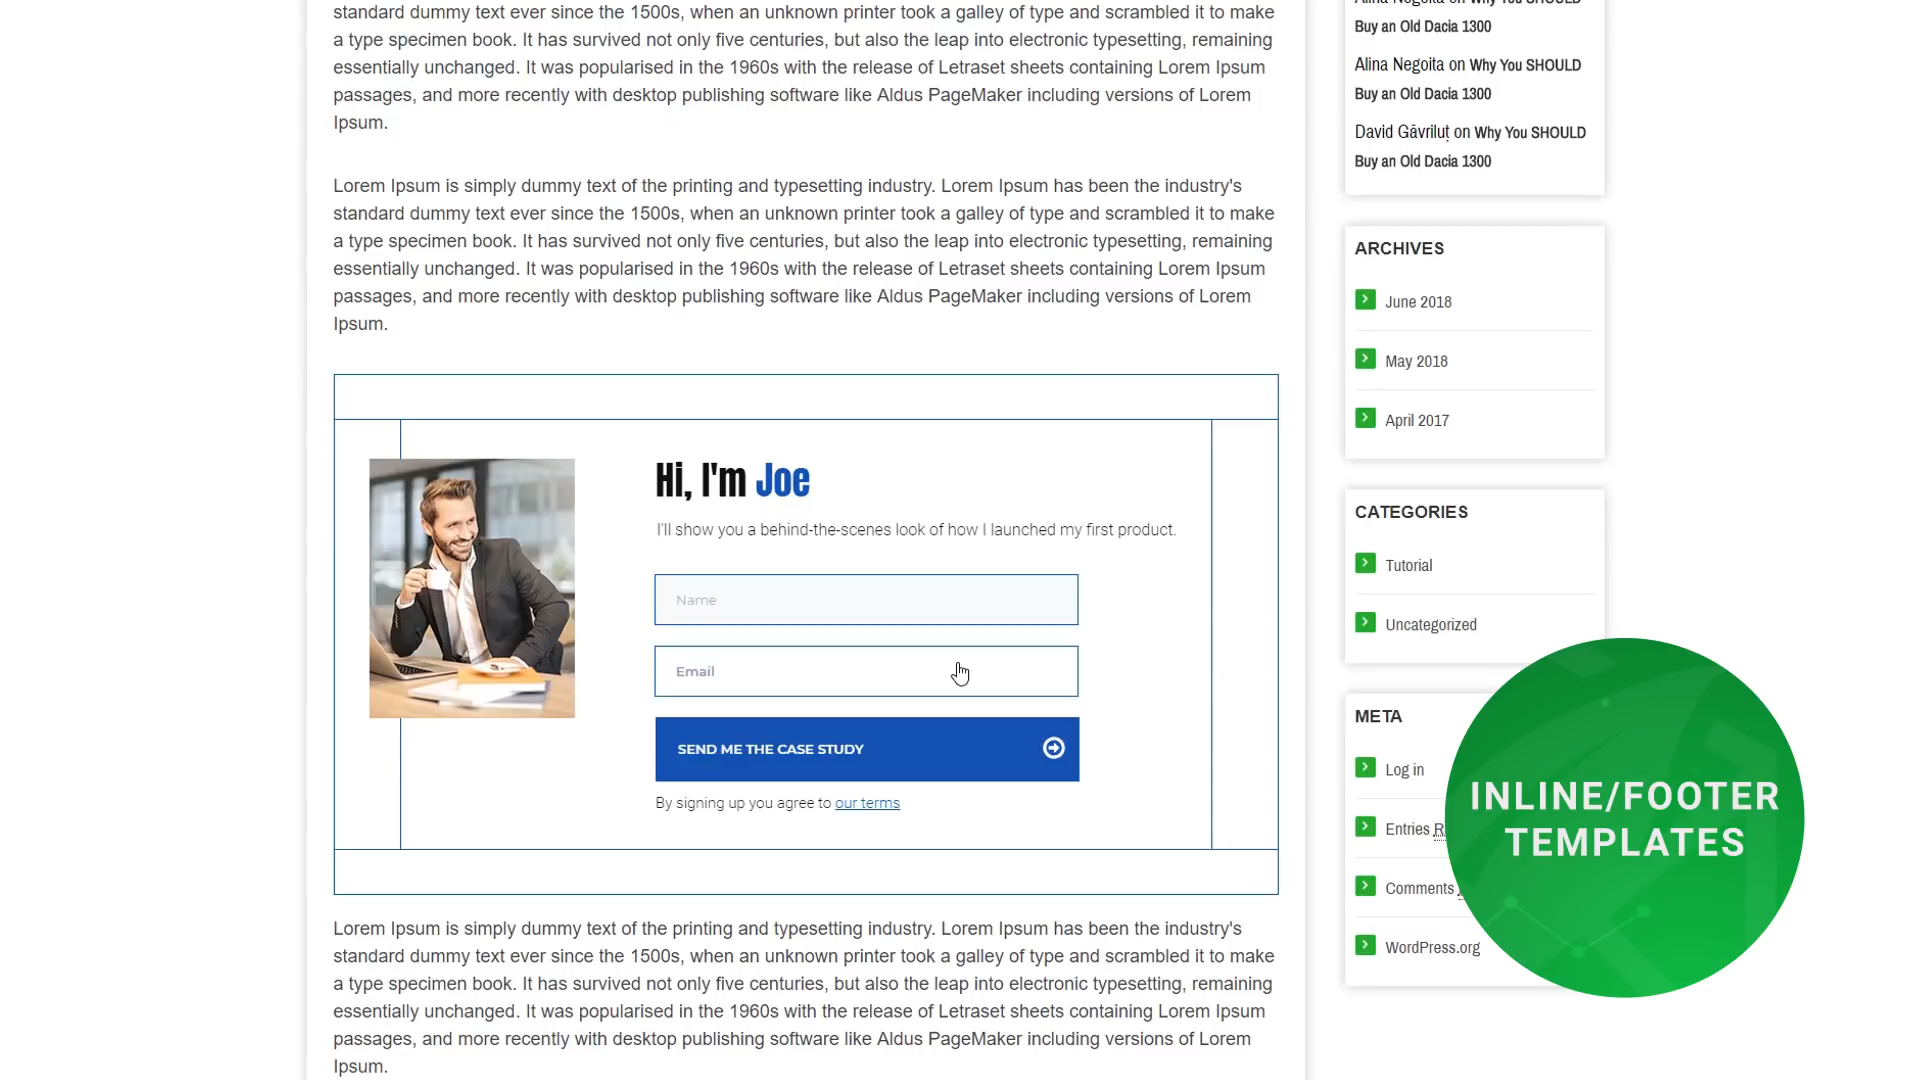 standard dummy text ever since the 1500s, when an unknown printer took a galley of type and scrambled it to make
a type specimen book. It has survived not only five centuries, but also the leap into electronic typesetting, remaining
essentially unchanged. It was popularised in the 1960s with the release of Letraset sheets containing Lorem Ipsum
passages, and more recently with desktop publishing software like Aldus PageMaker including versions of Lorem
Ipsum.
Lorem Ipsum is simply dummy text of the printing and typesetting industry. Lorem Ipsum has been the industry's
standard dummy text ever since the 1500s, when an unknown printer took a galley of type and scrambled it to make
a type specimen book. It has survived not only five centuries, but also the leap into electronic typesetting, remaining
essentially unchanged. It was popularised in the 1960s with the release of Letraset sheets containing Lorem Ipsum
passages, and more recently with desktop publishing software like Aldus PageMaker including versions of Lorem
Ipsum.
Hi, I'm Joe
I'll show you a behind-the-scenes look of how I launched my first product.
Name
Email
SEND ME THE CASE STUDY
By signing up you agree to our terms
Lorem Ipsum is simply dummy text of the printing and typesetting industry. Lorem Ipsum has been the industry's
standard dummy text ever since the 1500s, when an unknown printer took a galley of type and scrambled it to make
a type specimen book. It has survived not only five centuries, but also the leap into electronic typesetting, remaining
essentially unchanged. It was popularised in the 1960s with the release of Letraset sheets containing Lorem Ipsum
passages, and more recently with desktop publishing software like Aldus PageMaker including versions of Lorem
Ipsum.
Alina Negoita on Why You SHOULD
Buy an Old Dacia 1300
Alina Negoita on Why You SHOULD
Buy an Old Dacia 1300
David Găvriluț on Why You SHOULD
Buy an Old Dacia 1300
ARCHIVES
June 2018
May 2018
April 2017
CATEGORIES
Tutorial
Uncategorized
META
Log in
Entries R
Comments
WordPress.org
INLINE/FOOTER
TEMPLATES